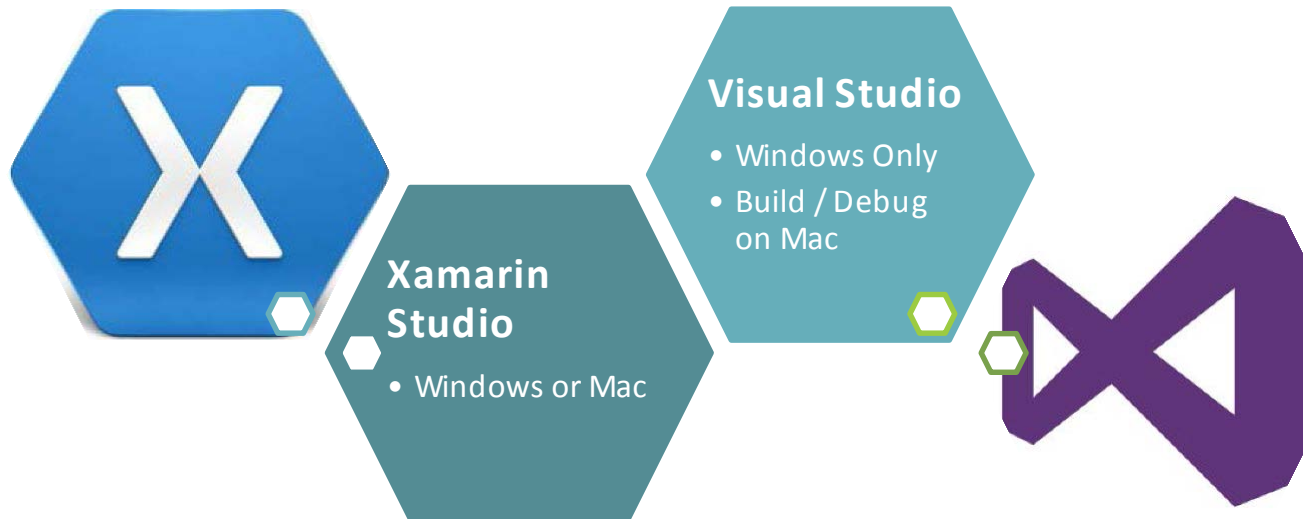 Xamarin
Studio
• Windows or Mac
Visual Studio
• Windows Only
• Build / Debug
on Mac